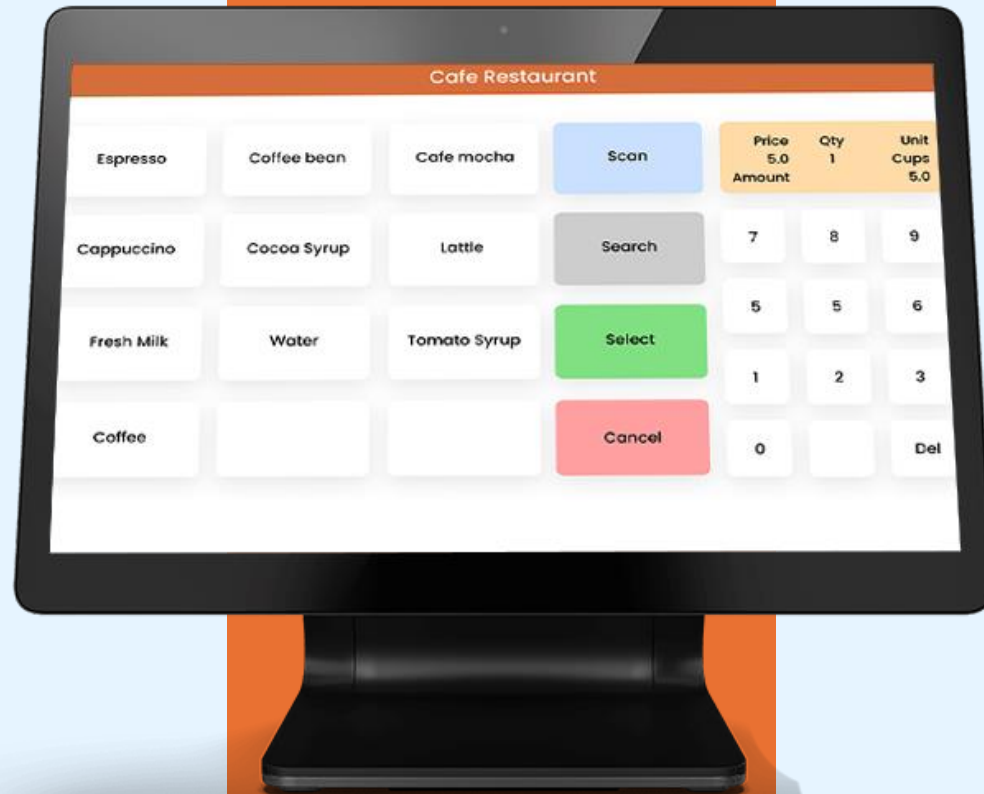 Cafe Restaurant
Espresso
Coffee bean
Cafe mocha
Scan
Price Qty Unit
5.0 1 Cups
Amount 5.0
Cappuccino
Cocoa Syrup
Lattle
Search
7 8 9
Fresh Milk
Water
Tomato Syrup
Select
5 5 6
1 2 3
Coffee
Cancel
0 Del